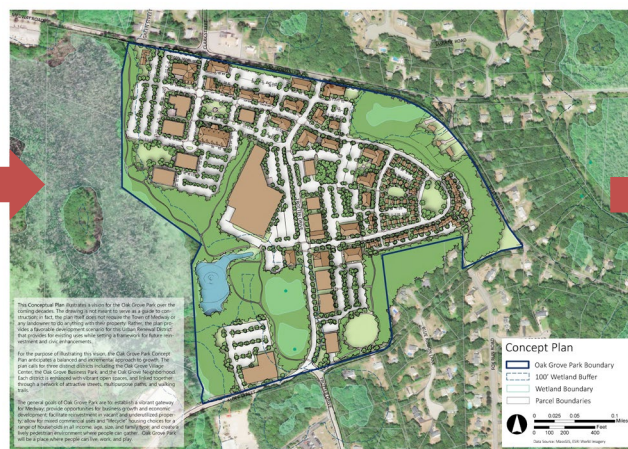 This Conceptual Plan illustrates a vision for the Oak Grove Park over the
coming decades. The drawing is not meant to serve as a guide to con-
struction; in fact, the plan itself does not require the Town of Medway or
any landowner to do anything with their property. Rather, the plan pro-
vides a favorable development scenario for this Urban Renewal District
that provides for existing uses while setting a framework for future rein-
vestment and civic enhancements.
For the purpose of illustrating this vision, the Oak Grove Park Concept
Plan anticipates a balanced and incremental approach to growth. The
plan calls for three distinct districts including the Oak Grove Village
Center, the Oak Grove Business Park, and the Oak Grove Neighborhood.
Each district is enhanced with vibrant open spaces, and linked together
through a network of attractive streets, multipurpose paths, and walking
trails.
The general goals of Oak Grove Park are to: establish a vibrant gateway
for Medway; provide opportunities for business growth and economic
development; facilitate reinvestment in vacant and underutilized proper-
ty; allow for mixed commercial uses and "lifecycle" housing choices for a
range of households in all income, age, size, and family type; and create a
lively pedestrian environment where people can gather. Oak Grove Park
will be a place where people can live, work, and play.
Concept Plan
Oak Grove Park Boundary
100' Wetland Buffer
Wetland Boundary
Parcel Boundaries
0 0.025 0.05 0.1
Miles
Feet
0 100 200 400
Data Source: MassGIS, ESRI World Imagery